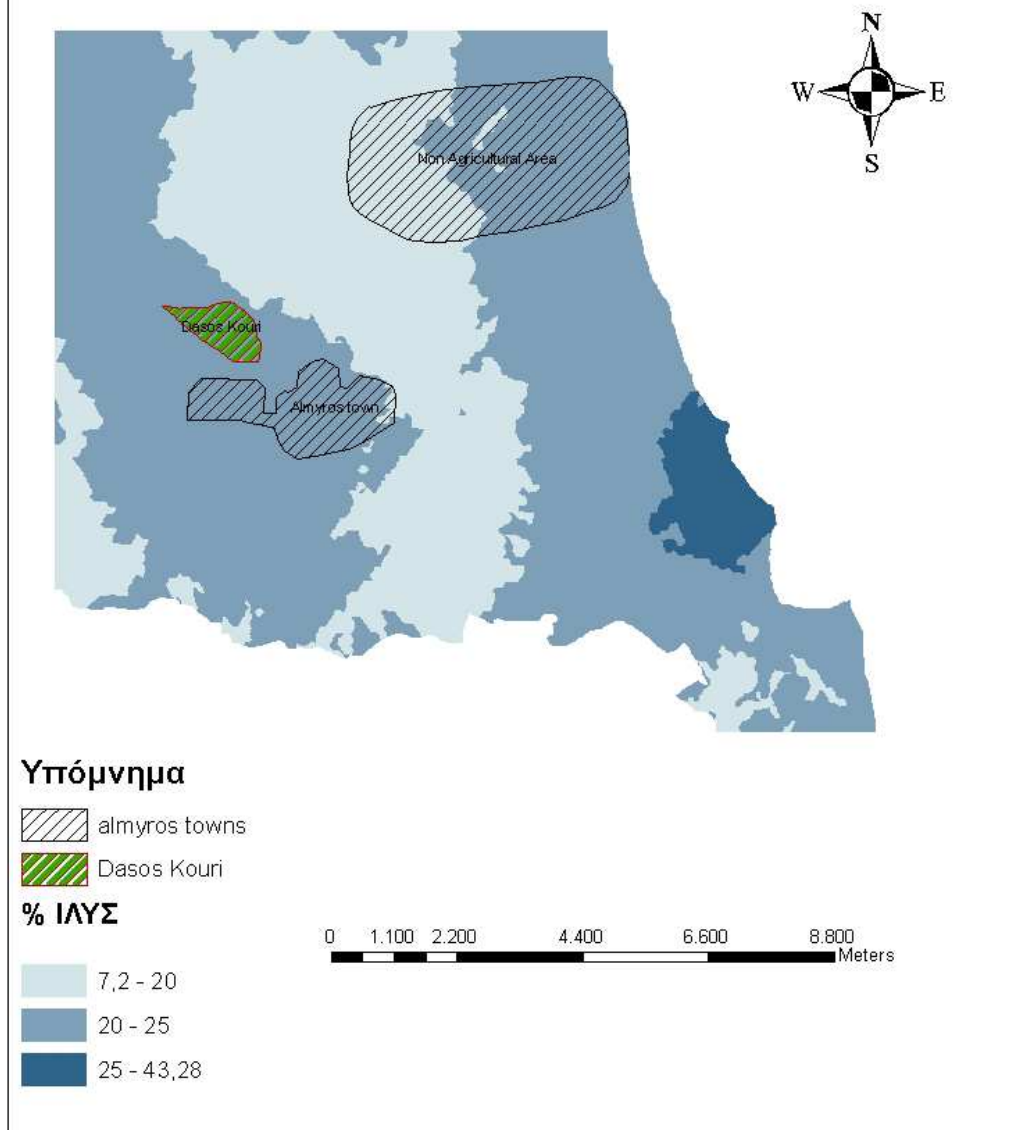 N
W E
S
Non Agricultural Area
Dasos Kouri
Almyros town
Υπόμνημα
almyros towns
Dasos Kouri
% ΙΛΥΣ
0 1.100 2.200 4.400 6.600 8.800
Meters
7,2 - 20
20 - 25
25 - 43,28